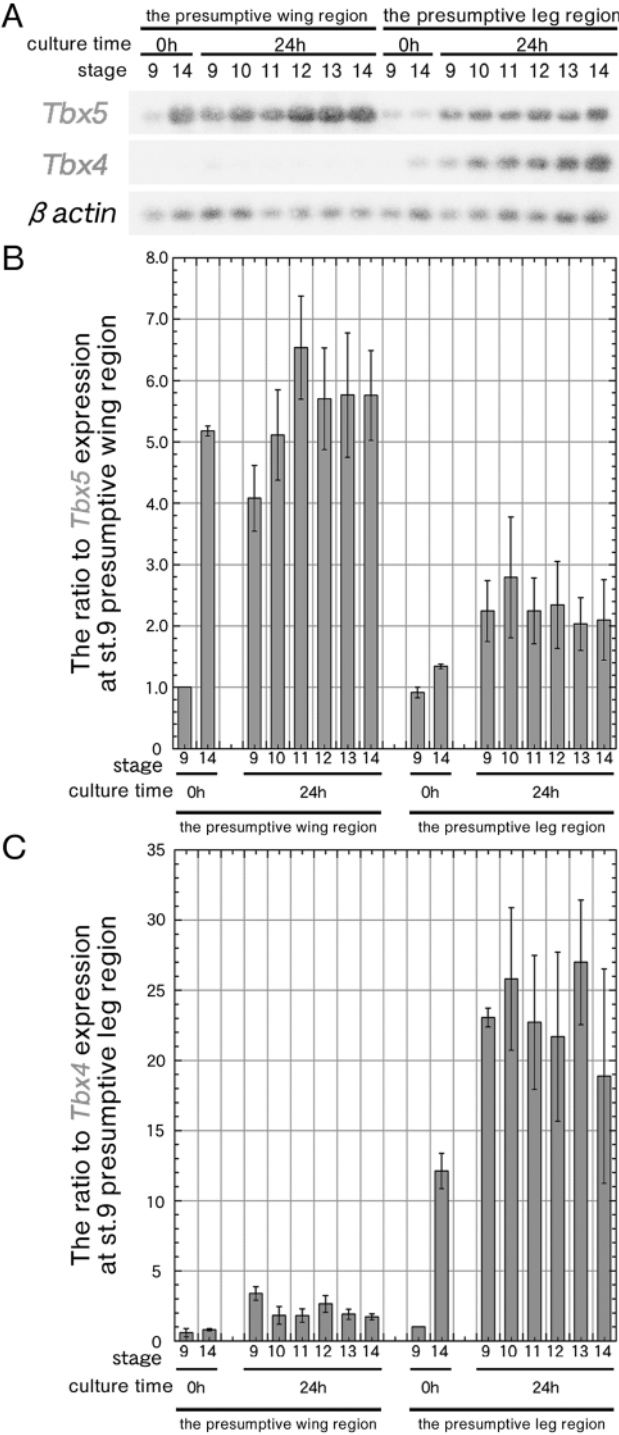 A
the presumptive wing region the presumptive leg region
culture time 0h 24h 0h 24h
stage 9 14 9 10 11 12 13 14 9 14 9 10 11 12 13 14
Tbx5
Tbx4
β actin
B
The ratio to Tbx5 expression
at st.9 presumptive wing region
8.0
7.0
6.0
5.0
4.0
3.0
2.0
1.0
0
stage 9 14 9 10 11 12 13 14 9 14 9 10 11 12 13 14
culture time 0h 24h 0h 24h
the presumptive wing region the presumptive leg region
C
The ratio to Tbx4 expression
at st.9 presumptive leg region
35
30
25
20
15
10
5
0
stage 9 14 9 10 11 12 13 14 9 14 9 10 11 12 13 14
culture time 0h 24h 0h 24h
the presumptive wing region the presumptive leg region